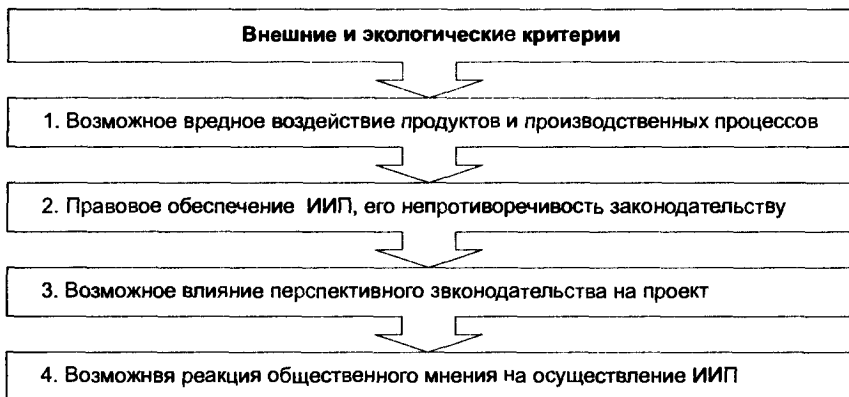 Внешние и экологические критерии
1. Возможное вредное воздействие продуктов и производственных процессов
2. Правовое обеспечение ИИП, его непротиворечивость законодательству
3. Возможное влияние перспективного звконодательства на проект
4. Возможнвя реакция общественного мнения на осуществление ИИП